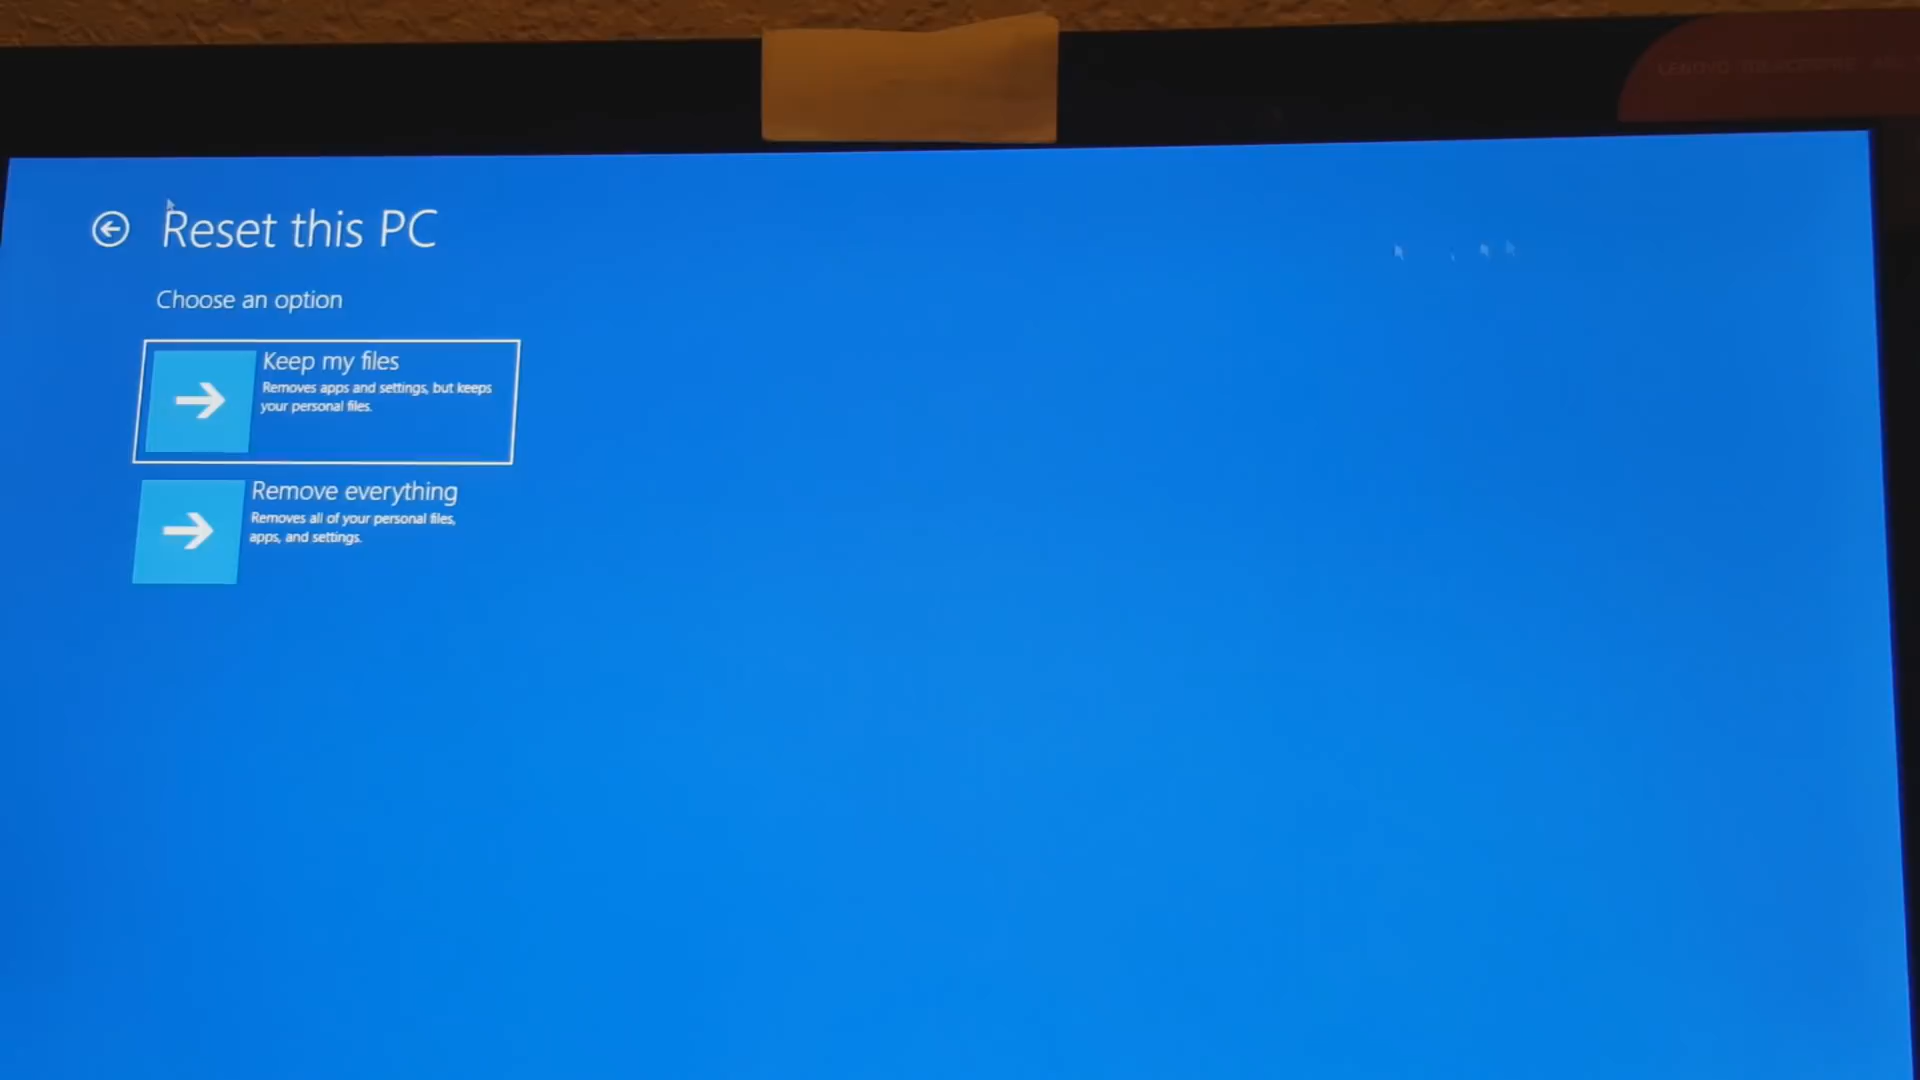 LENOVO
Reset this PC
Choose an option
Keep my files
Removes apps and settings, but keeps
your personal files.
Remove everything
Removes all of your personal files,
apps, and settings.